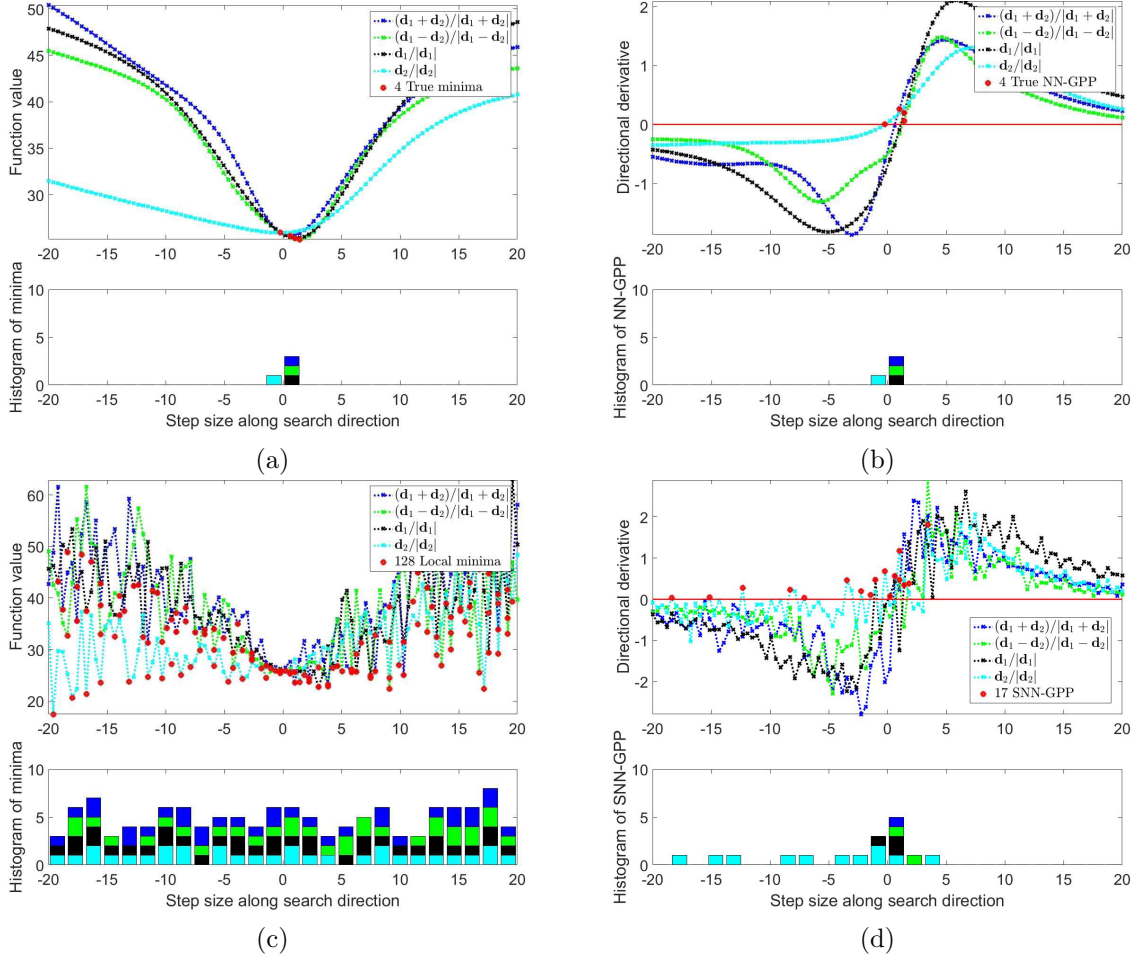 50
45
40
35
30
Function value
(d₁ + d₂)/|d₁ + d₂|
(d₁ − d₂)/|d₁ − d₂|
d₁/|d₁|
d₂/|d₂|
4 True minima
-20 -15 -10 -5 0 5 10 15 20
10
5
0
Histogram of minima
-20 -15 -10 -5 0 5 10 15 20
Step size along search direction
(a)
2
1
0
-1
Directional derivative
(d₁ + d₂)/|d₁ + d₂|
(d₁ − d₂)/|d₁ − d₂|
d₁/|d₁|
d₂/|d₂|
4 True NN-GPP
-20 -15 -10 -5 0 5 10 15 20
10
5
0
Histogram of NN-GPP
-20 -15 -10 -5 0 5 10 15 20
Step size along search direction
(b)
60
50
40
30
20
Function value
(d₁ + d₂)/|d₁ + d₂|
(d₁ − d₂)/|d₁ − d₂|
d₁/|d₁|
d₂/|d₂|
128 Local minima
-20 -15 -10 -5 0 5 10 15 20
10
5
0
Histogram of minima
-20 -15 -10 -5 0 5 10 15 20
Step size along search direction
(c)
2
1
0
-1
-2
Directional derivative
(d₁ + d₂)/|d₁ + d₂|
(d₁ − d₂)/|d₁ − d₂|
d₁/|d₁|
d₂/|d₂|
17 SNN-GPP
-20 -15 -10 -5 0 5 10 15 20
10
5
0
Histogram of SNN-GPP
-20 -15 -10 -5 0 5 10 15 20
Step size along search direction
(d)